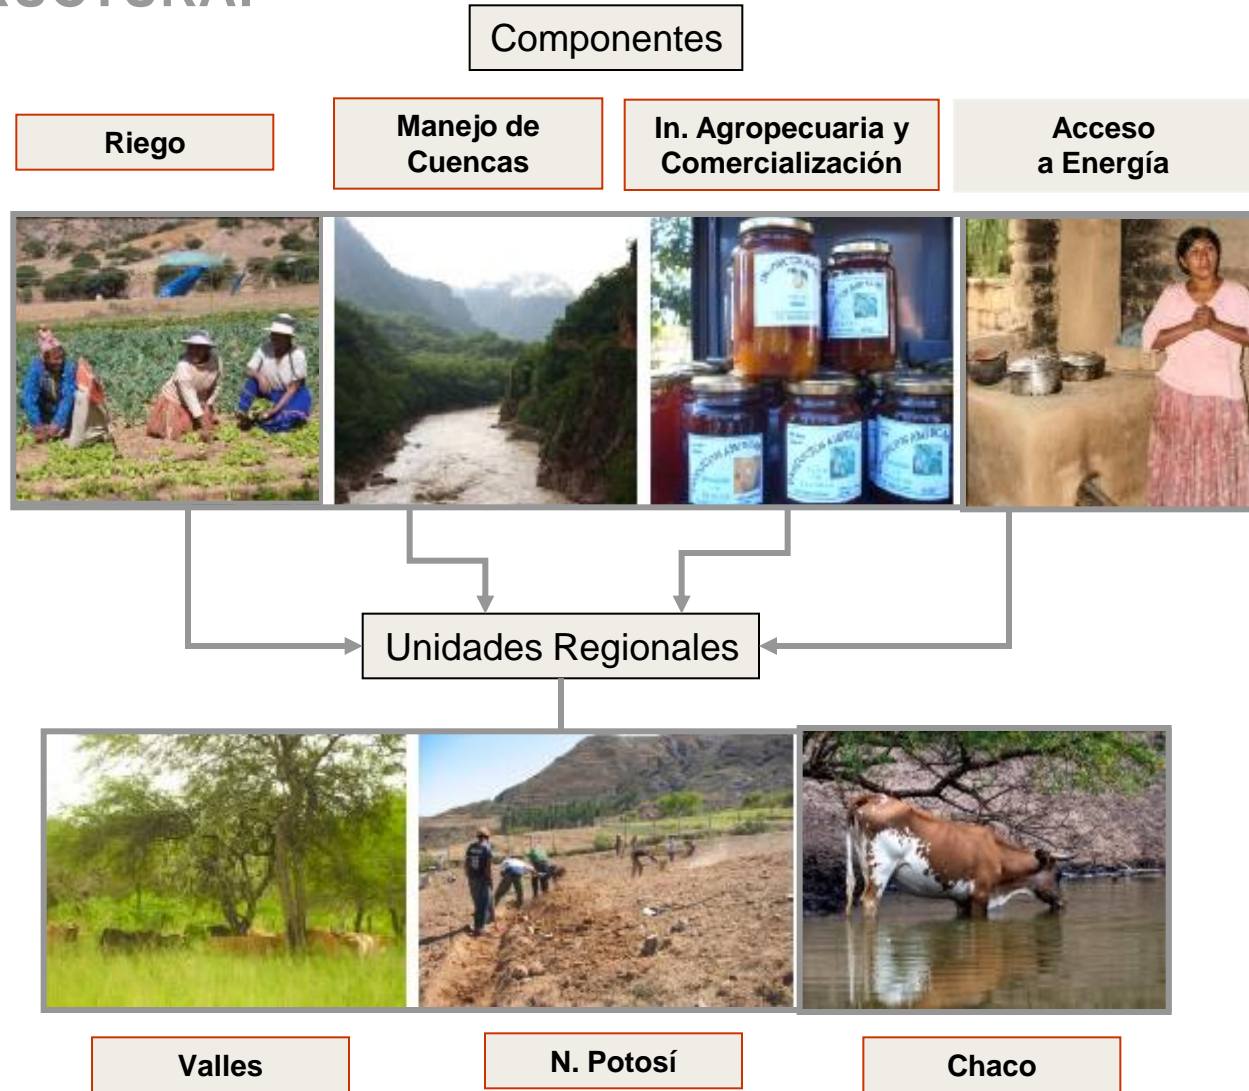 Componentes
Riego
Manejo de
Cuencas
In. Agropecuaria y
Comercialización
Acceso
a Energía
Unidades Regionales
Valles
N. Potosí
Chaco